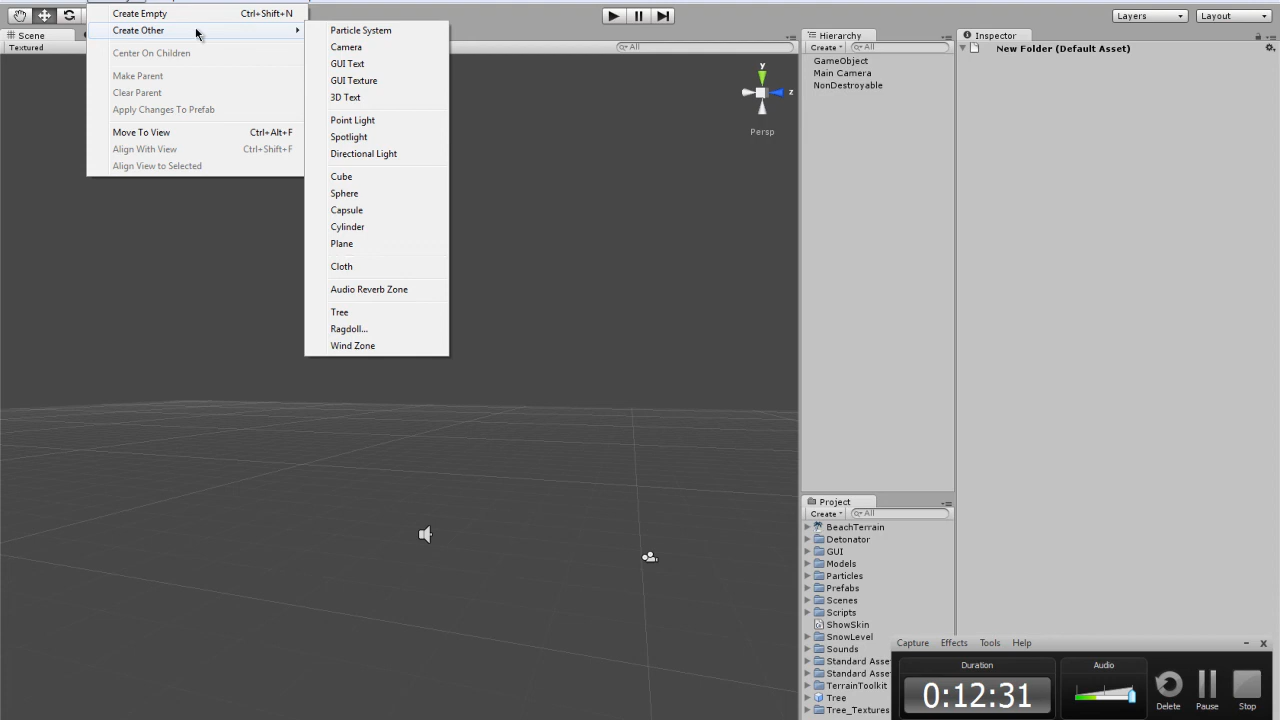 Create Empty Ctrl+Shift+N
Create Other
Center On Children
Make Parent
Clear Parent
Apply Changes To Prefab
Move To View Ctrl+Alt+F
Align With View Ctrl+Shift+F
Align View to Selected
Particle System
Camera
GUI Text
GUI Texture
3D Text
Point Light
Spotlight
Directional Light
Cube
Sphere
Capsule
Cylinder
Plane
Cloth
Audio Reverb Zone
Tree
Ragdoll...
Wind Zone
Layers
Layout
Scene
Textured
All
y
z
Persp
Hierarchy
Create
All
GameObject
Main Camera
NonDestroyable
Inspector
New Folder (Default Asset)
Project
Create
All
BeachTerrain
Detonator
GUI
Models
Particles
Prefabs
Scenes
Scripts
ShowSkin
SnowLevel
Sounds
Standard Asse
Standard Asse
TerrainToolkit
Tree
Tree_Textures
Capture Effects Tools Help
Duration
0:12:31
Audio
Delete
Pause
Stop